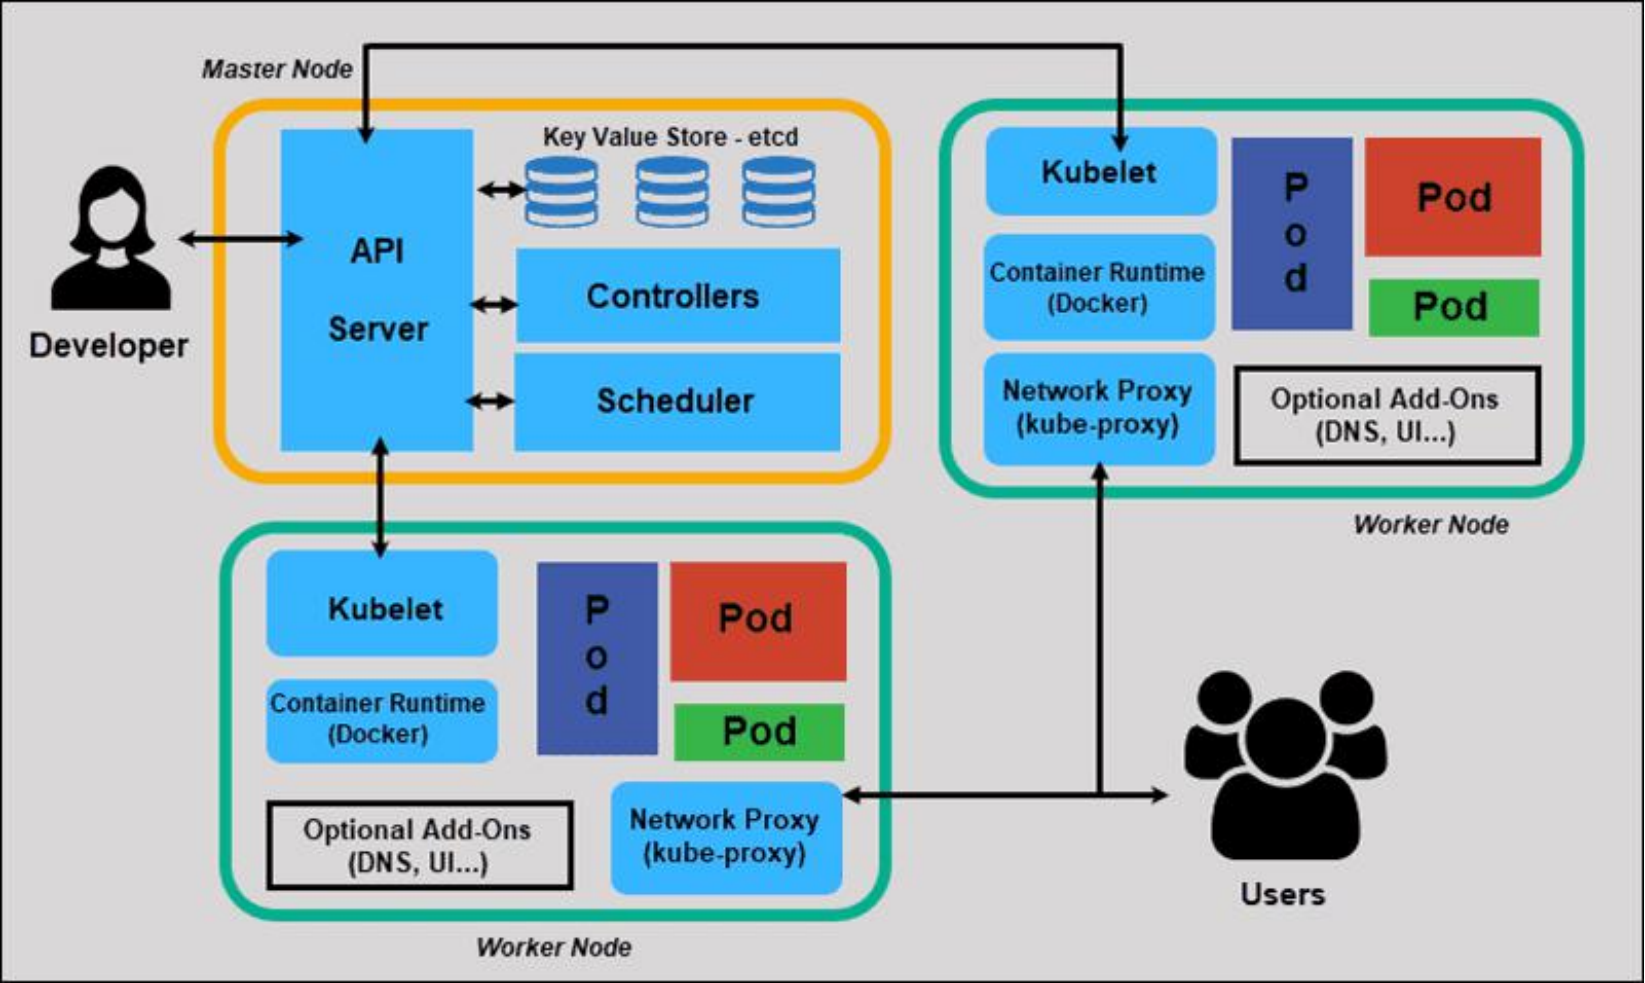 Master Node
Key Value Store - etcd
API
Server
Controllers
Scheduler
Developer
Kubelet
Container Runtime
(Docker)
Network Proxy
(kube-proxy)
P
o
d
Pod
Pod
Optional Add-Ons
(DNS, UI...)
Worker Node
Kubelet
Container Runtime
(Docker)
P
o
d
Pod
Pod
Optional Add-Ons
(DNS, UI...)
Network Proxy
(kube-proxy)
Worker Node
Users